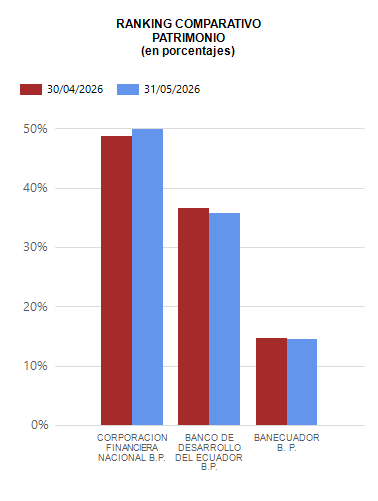 RANKING COMPARATIVO
PATRIMONIO
(en porcentajes)
30/04/2026 31/05/2026
50%
40%
30%
20%
10%
0%
CORPORACION
FINANCIERA
NACIONAL B.P.
BANCO DE
DESARROLLO
DEL ECUADOR
B.P.
BANECUADOR
B. P.